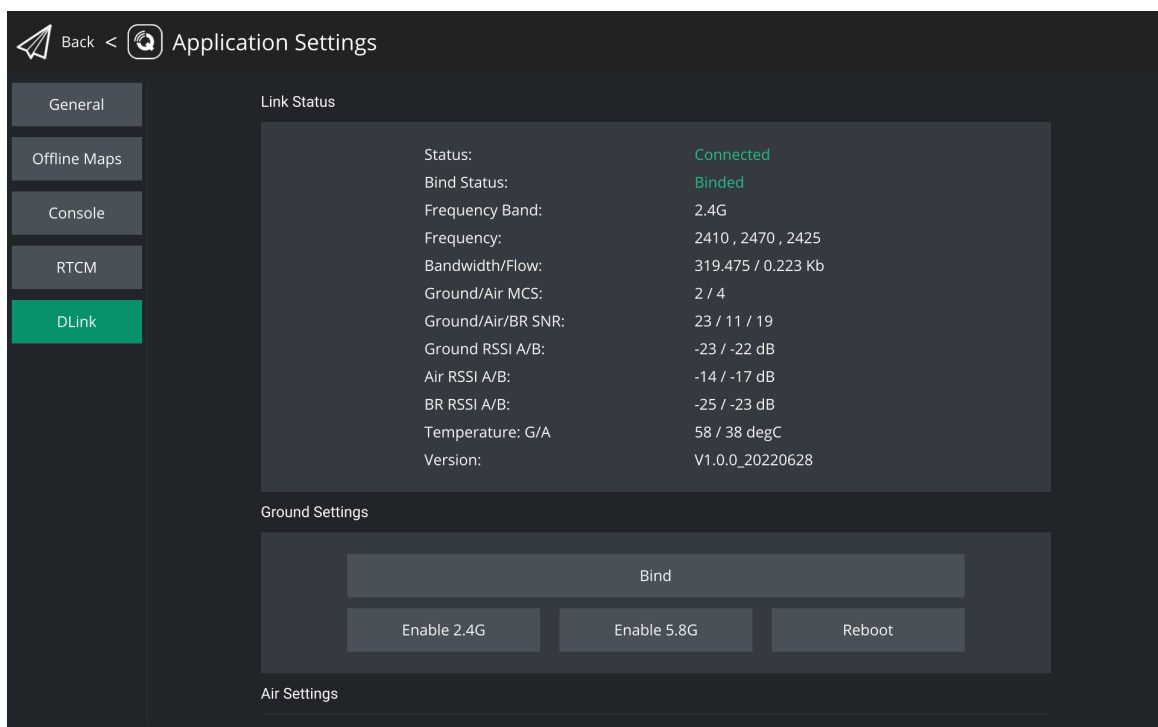 Back < Application Settings
General
Offline Maps
Console
RTCM
DLink
Link Status
Status: Connected
Bind Status: Binded
Frequency Band: 2.4G
Frequency: 2410 , 2470 , 2425
Bandwidth/Flow: 319.475 / 0.223 Kb
Ground/Air MCS: 2 / 4
Ground/Air/BR SNR: 23 / 11 / 19
Ground RSSI A/B: -23 / -22 dB
Air RSSI A/B: -14 / -17 dB
BR RSSI A/B: -25 / -23 dB
Temperature: G/A 58 / 38 degC
Version: V1.0.0_20220628
Ground Settings
Bind
Enable 2.4G Enable 5.8G Reboot
Air Settings